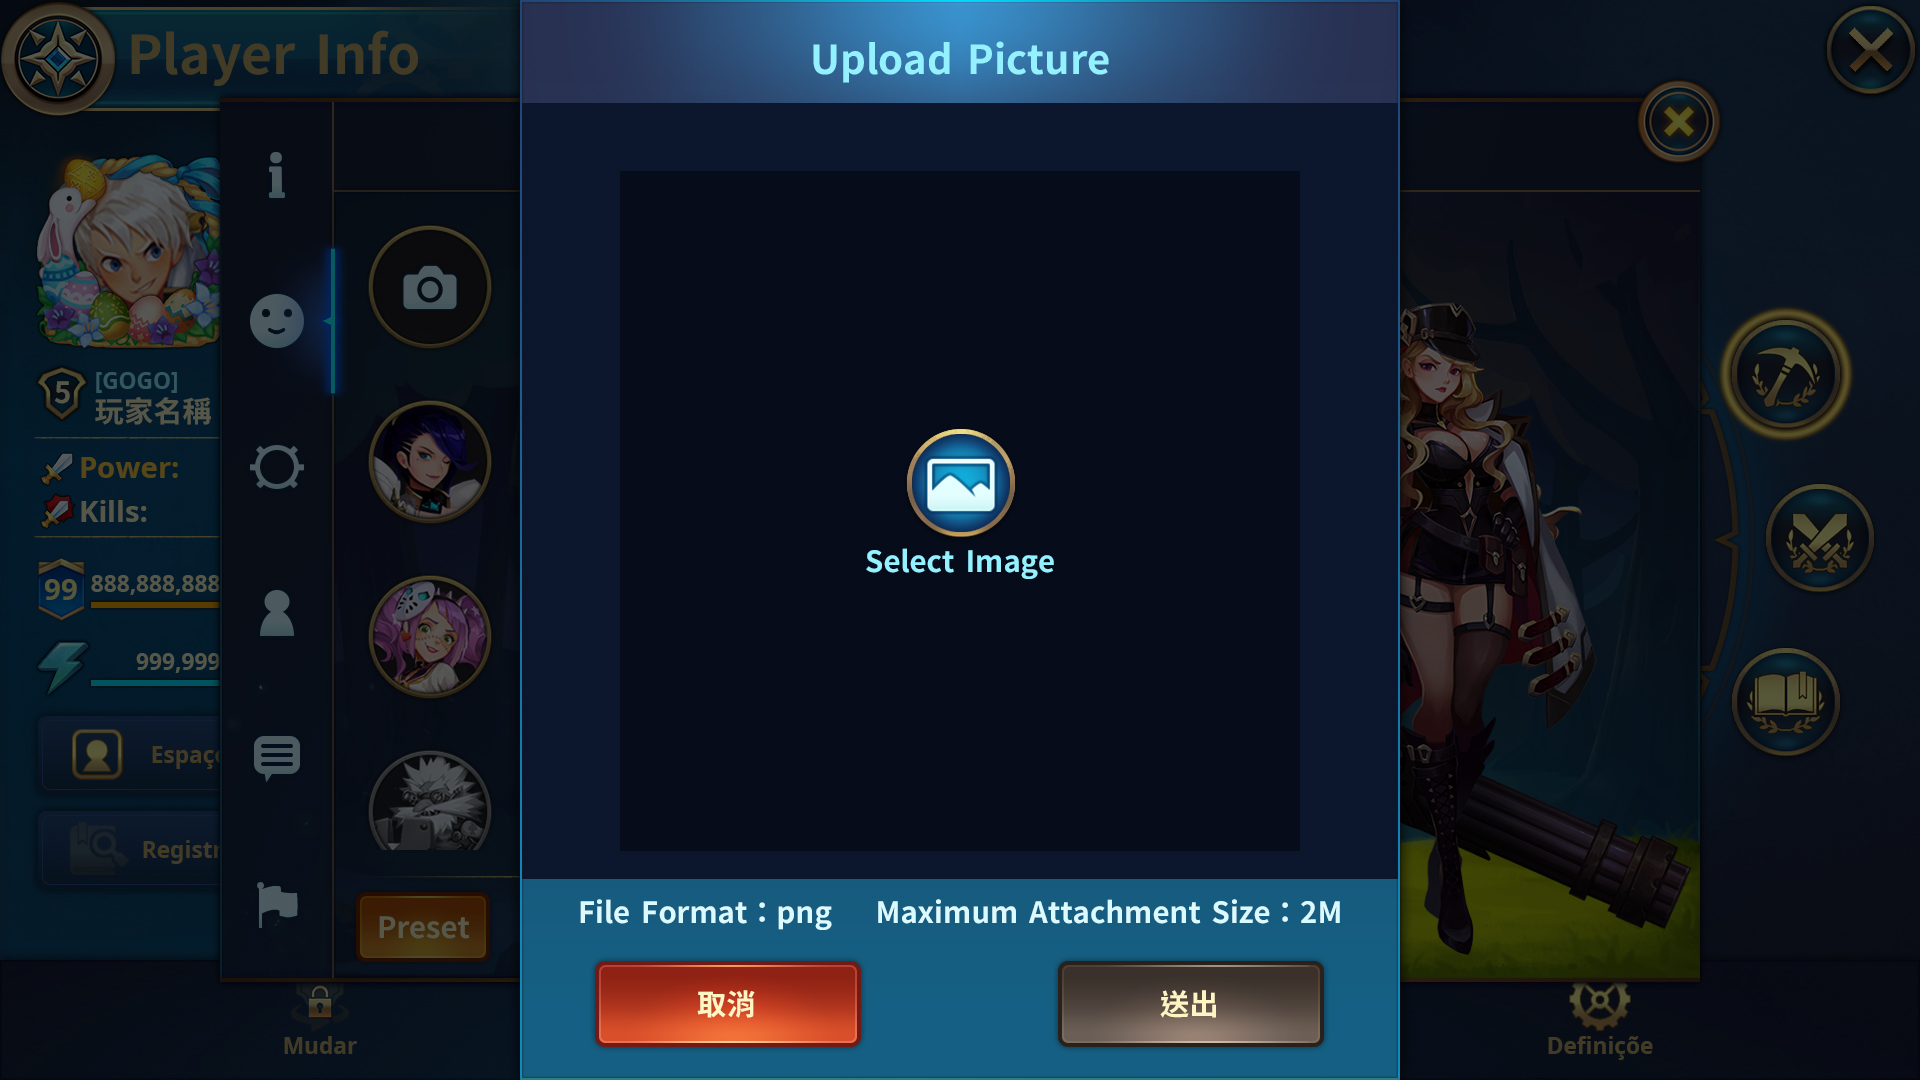 Player Info
Upload Picture
[GOGO]
5
玩家名稱
Power:
Kills:
99
888,888,888
999,999
Espaç
Registr
Select Image
Preset
File Format：png
Maximum Attachment Size：2M
取消
送出
Mudar
Definiçõe